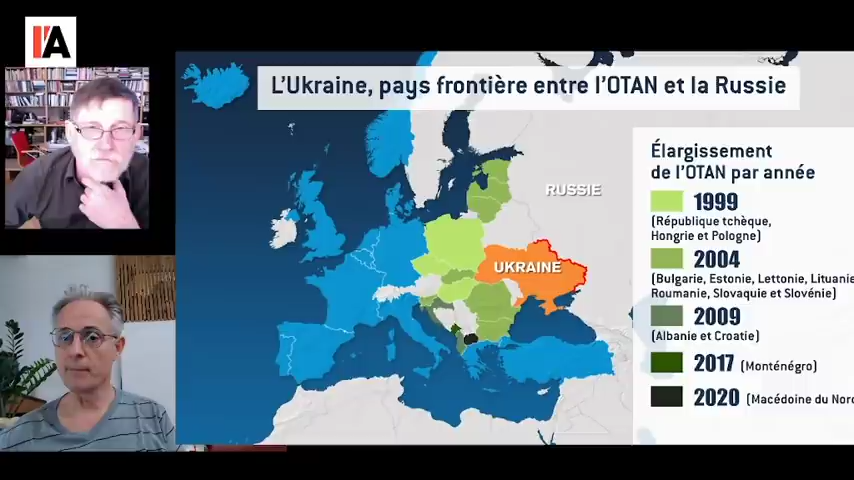 I'A
L'Ukraine, pays frontière entre l'OTAN et la Russie
Élargissement
de l'OTAN par année
RUSSIE
1999
(République tchèque,
Hongrie et Pologne)
UKRAINE
2004
(Bulgarie, Estonie, Lettonie, Lituanie
Roumanie, Slovaquie et Slovénie)
2009
(Albanie et Croatie)
2017 (Monténégro)
2020 (Macédoine du Nord